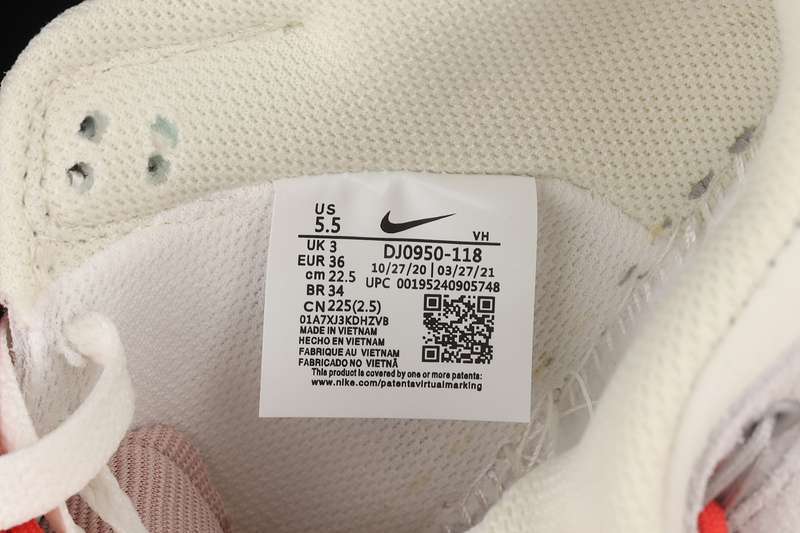 US
5.5
VH
UK 3
EUR 36
cm 22.5
BR 34
CN 225(2.5)
DJ0950-118
10/27/20 | 03/27/21
UPC 00195240905748
01A7XJ3KDHZVB
MADE IN VIETNAM
HECHO EN VIETNAM
FABRIQUE AU VIETNAM
FABRICADO NO VIETNÃ
This product is covered by one or more patents:
www.nike.com/patentsvirtualmarking